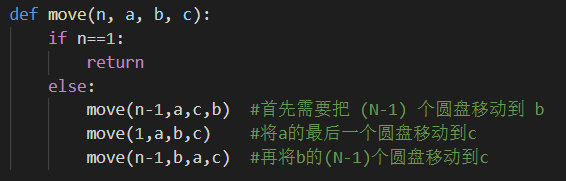 def move(n, a, b, c):
    if n==1:
        return
    else:
        move(n-1,a,c,b)  #首先需要把 (N-1) 个圆盘移动到 b
        move(1,a,b,c)    #将a的最后一个圆盘移动到c
        move(n-1,b,a,c)  #再将b的(N-1)个圆盘移动到c